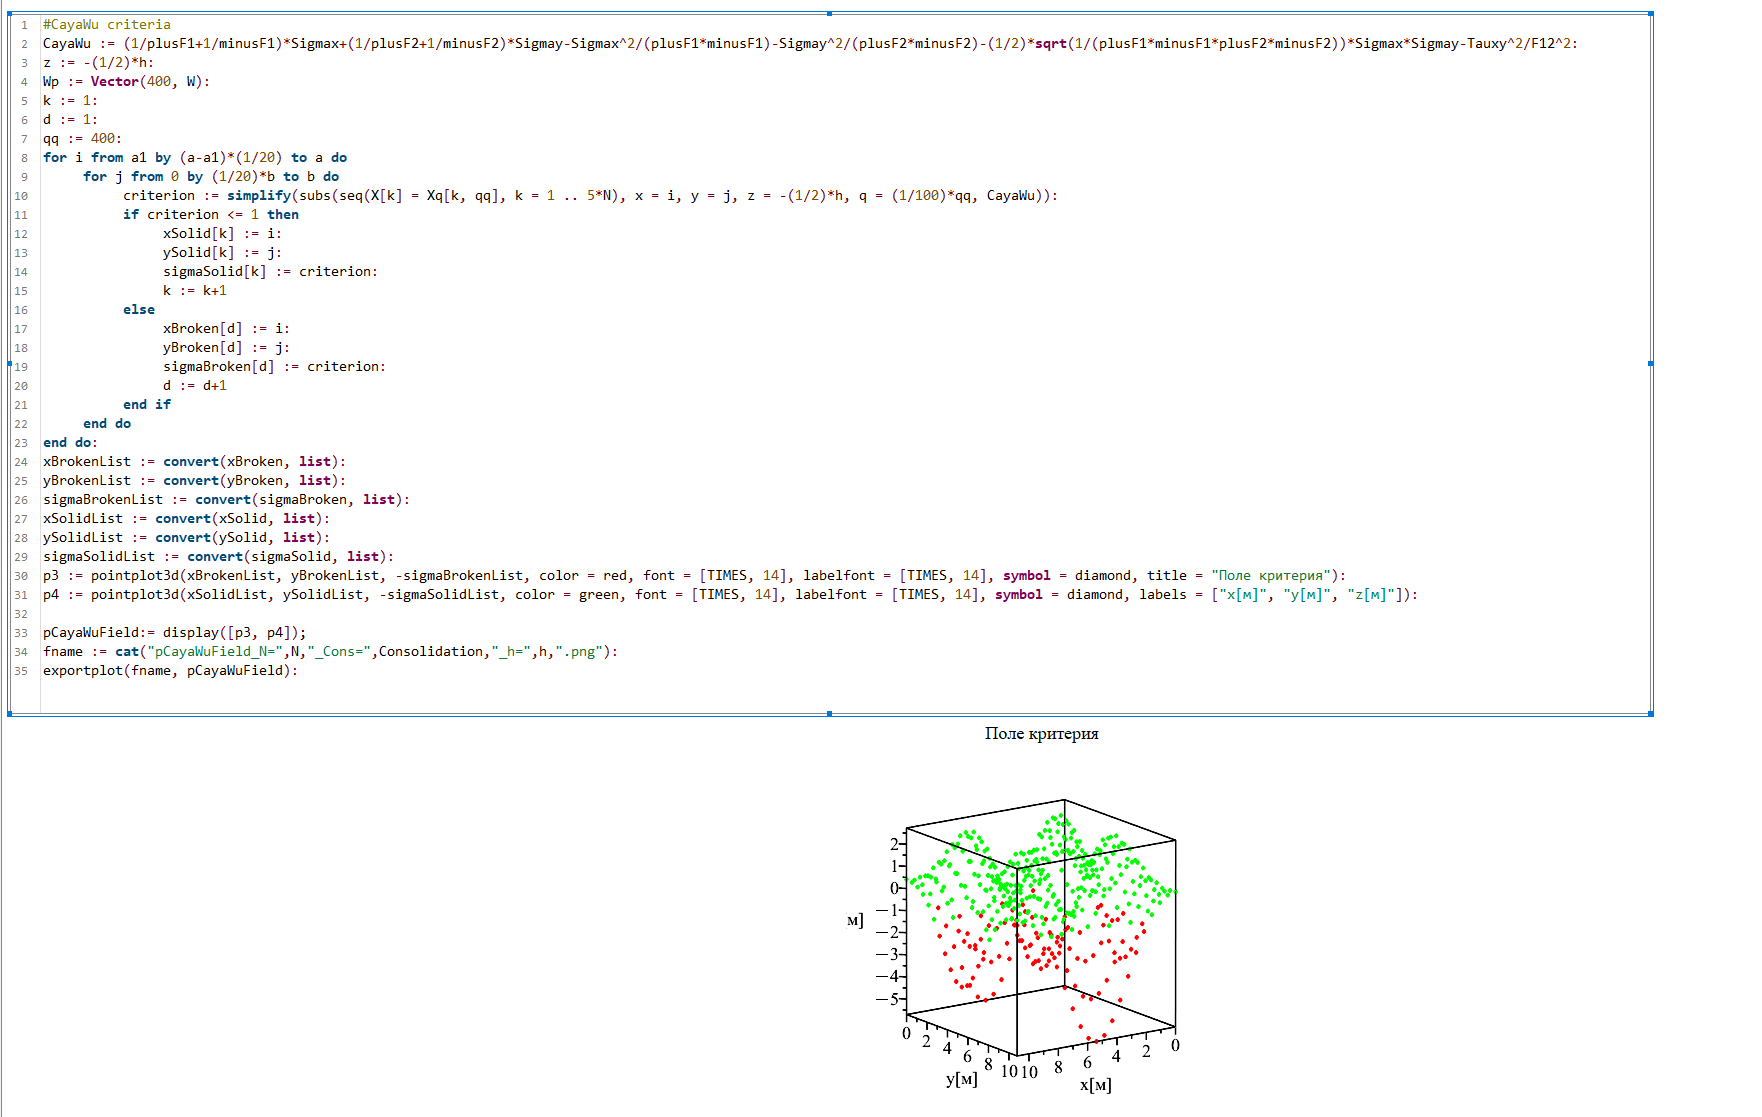 1 #CayaWu criteria
2 CayaWu := (1/plusF1+1/minusF1)*Sigmax+(1/plusF2+1/minusF2)*Sigmay-Sigmax^2/(plusF1*minusF1)-Sigmay^2/(plusF2*minusF2)-(1/2)*sqrt(1/(plusF1*minusF1*plusF2*minusF2))*Sigmax*Sigmay-Tauxy^2/F12^2:
3 z := -(1/2)*h:
4 Wp := Vector(400, W):
5 k := 1:
6 d := 1:
7 qq := 400:
8 for i from a1 by (a-a1)*(1/20) to a do
9 for j from 0 by (1/20)*b to b do
10 criterion := simplify(subs(seq(X[k] = Xq[k, qq], k = 1 .. 5*N), x = i, y = j, z = -(1/2)*h, q = (1/100)*qq, CayaWu)):
11 if criterion <= 1 then
12 xSolid[k] := i:
13 ySolid[k] := j:
14 sigmaSolid[k] := criterion:
15 k := k+1
16 else
17 xBroken[d] := i:
18 yBroken[d] := j:
19 sigmaBroken[d] := criterion:
20 d := d+1
21 end if
22 end do
23 end do:
24 xBrokenList := convert(xBroken, list):
25 yBrokenList := convert(yBroken, list):
26 sigmaBrokenList := convert(sigmaBroken, list):
27 xSolidList := convert(xSolid, list):
28 ySolidList := convert(ySolid, list):
29 sigmaSolidList := convert(sigmaSolid, list):
30 p3 := pointplot3d(xBrokenList, yBrokenList, -sigmaBrokenList, color = red, font = [TIMES, 14], labelfont = [TIMES, 14], symbol = diamond, title = "Поле критерия"):
31 p4 := pointplot3d(xSolidList, ySolidList, -sigmaSolidList, color = green, font = [TIMES, 14], labelfont = [TIMES, 14], symbol = diamond, labels = ["x[м]", "y[м]", "z[м]"]):
32
33 pCayaWuField:= display([p3, p4]);
34 fname := cat("pCayaWuField_N=",N,"_Cons=",Consolidation,"_h=",h,".png"):
35 exportplot(fname, pCayaWuField):
Поле критерия
2
1
0
−1
м]
−2
−3
−4
−5
0 2 4 6 8 10
10 8 6 4 2 0
y[м]
x[м]